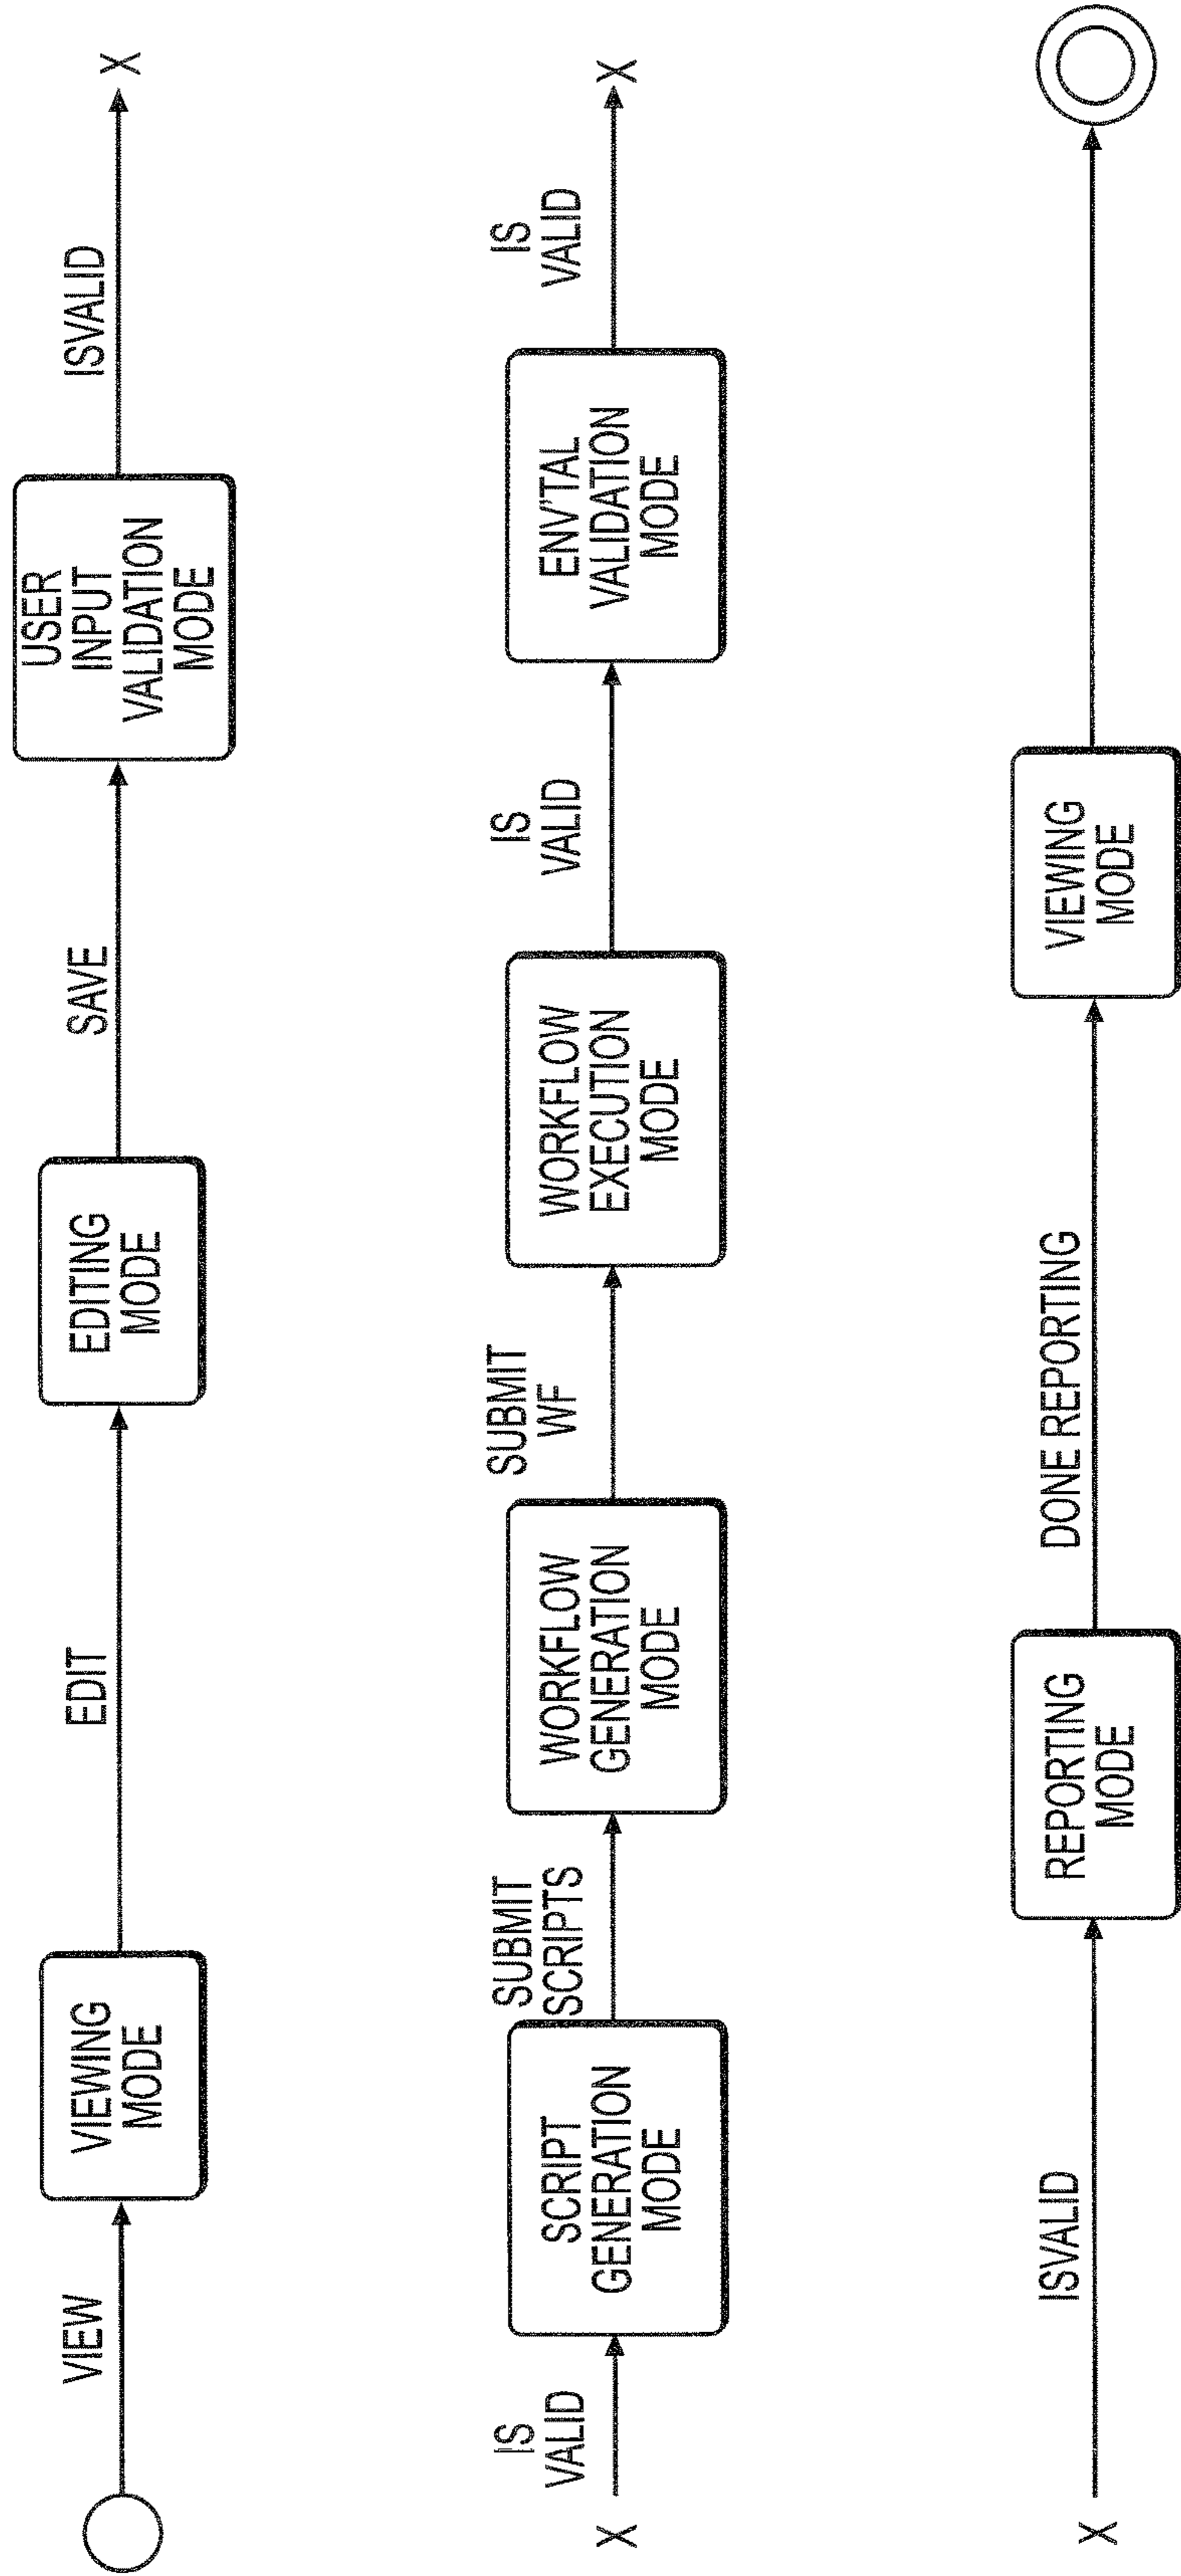 VIEW
VIEWING
MODE
EDIT
EDITING
MODE
SAVE
USER
INPUT
VALIDATION
MODE
ISVALID
X
X
IS
VALID
SCRIPT
GENERATION
MODE
SUBMIT
SCRIPTS
WORKFLOW
GENERATION
MODE
SUBMIT
WF
WORKFLOW
EXECUTION
MODE
IS
VALID
ENV'TAL
VALIDATION
MODE
IS
VALID
X
X
ISVALID
REPORTING
MODE
DONE REPORTING
VIEWING
MODE